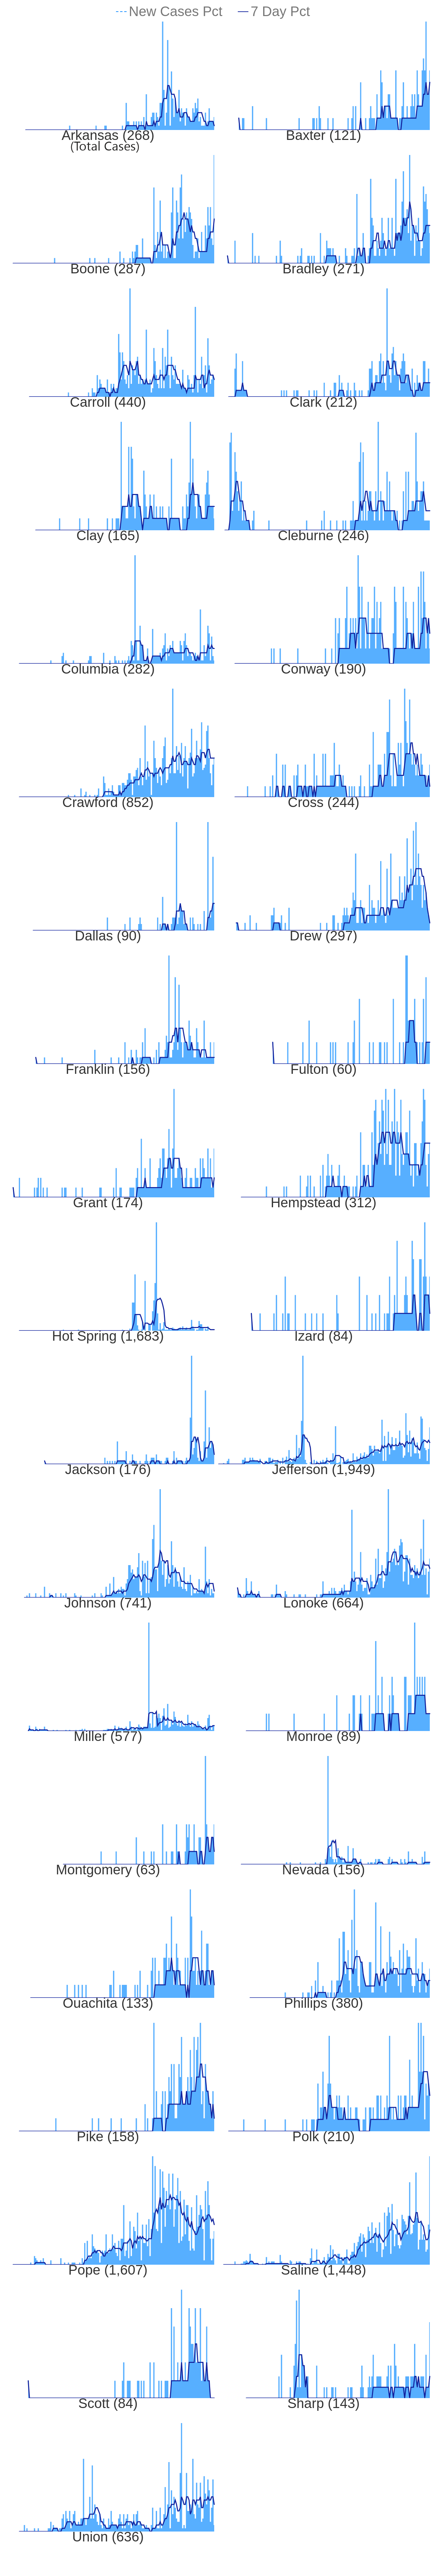 New Cases Pct 7 Day Pct
Arkansas (268) Baxter (121)
(Total Cases)
Boone (287) Bradley (271)
Carroll (440) Clark (212)
Clay (165) Cleburne (246)
Columbia (282) Conway (190)
Crawford (852) Cross (244)
Dallas (90) Drew (297)
Franklin (156) Fulton (60)
Grant (174) Hempstead (312)
Hot Spring (1,683) Izard (84)
Jackson (176) Jefferson (1,949)
Johnson (741) Lonoke (664)
Miller (577) Monroe (89)
Montgomery (63) Nevada (156)
Ouachita (133) Phillips (380)
Pike (158) Polk (210)
Pope (1,607) Saline (1,448)
Scott (84) Sharp (143)
Union (636)